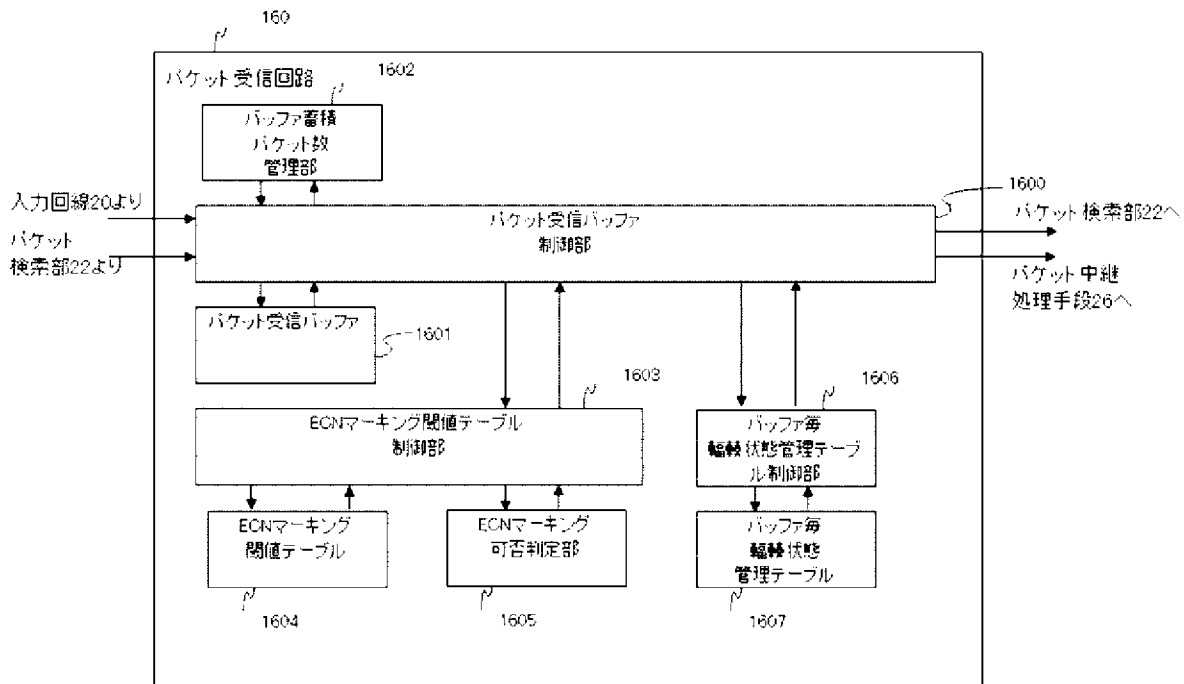 160
パケット受信回路
1602
バッファ蓄積
パケット数
管理部
入力回線20より
パケット
検索部22より
1600
パケット受信バッファ
制御部
パケット検索部22へ
パケット中継
処理手段26へ
パケット受信バッファ
1601
1603
ECNマーキング閾値テーブル
制御部
1606
バッファ毎
輻輳状態管理テーブ
ル制御部
ECNマーキング
閾値テーブル
1604
ECNマーキング
可否判定部
1605
バッファ毎
輻輳状態
管理テーブル
1607